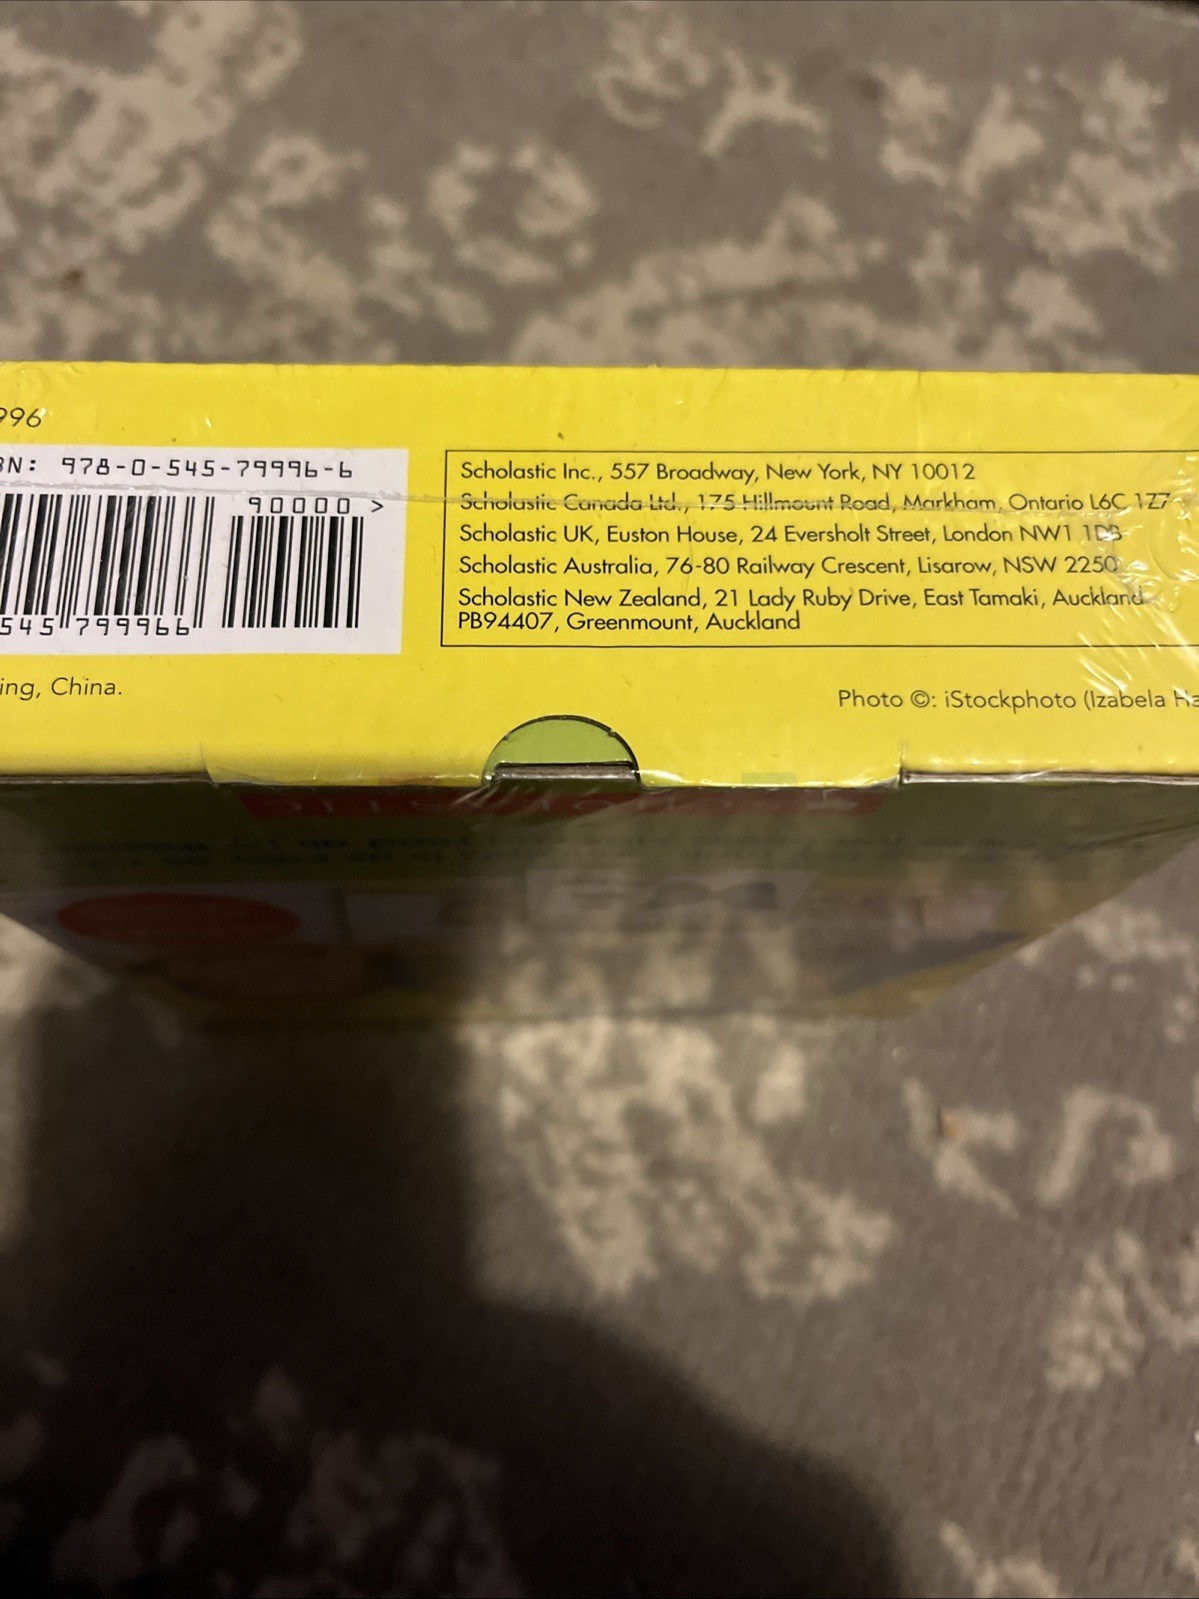 996
BN: 978-0-545-79996-6
90000 >
545 799966
ing, China.
Scholastic Inc., 557 Broadway, New York, NY 10012
Scholastic Canada Ltd., 175 Hillmount Road, Markham, Ontario L6C 1Z7
Scholastic UK, Euston House, 24 Eversholt Street, London NW1 1DB
Scholastic Australia, 76-80 Railway Crescent, Lisarow, NSW 2250
Scholastic New Zealand, 21 Lady Ruby Drive, East Tamaki, Auckland
PB94407, Greenmount, Auckland
Photo ©: iStockphoto (Izabela Ha